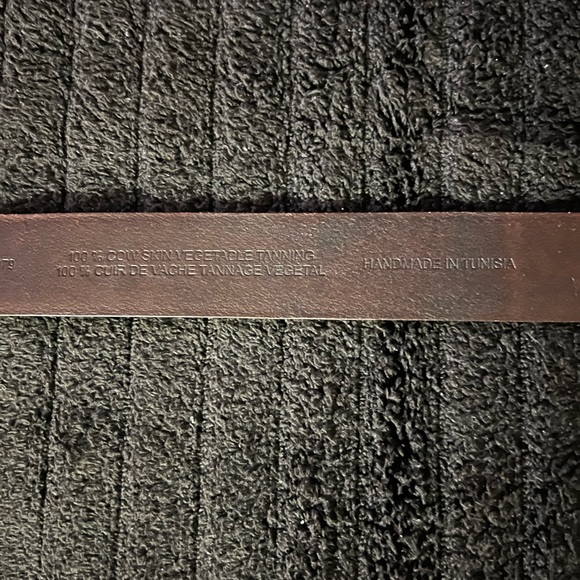 79
100 % COW SKIN VEGETABLE TANNING
100 % CUIR DE VACHE TANNAGE VEGETAL
HANDMADE IN TUNISIA